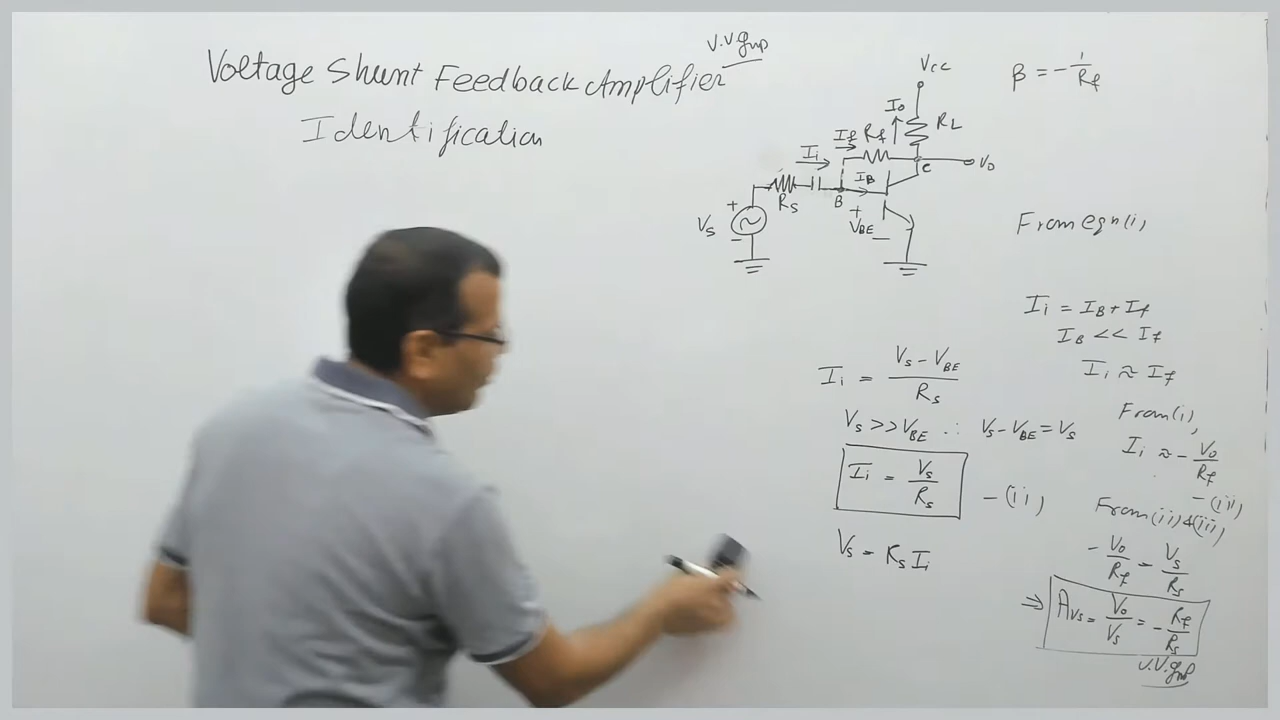 Voltage Shunt Feedback Amplifier
V.V.Imp
Identification
Vcc
β = - 1/Rf
Io
RL
If Rf
Ii
C
Vo
IB
Rs
B
+
VBE
-
+
Vs
-
From eqn(i)
Ii = IB + If
IB << If
Ii ≈ If
Ii = (Vs - VBE)/Rs
Vs >> VBE ∴ Vs - VBE = Vs
Ii = Vs/Rs - (ii)
Vs = RsIi
From(i),
Ii ≈ - Vo/Rf
- (iii)
From(ii)&(iii)
- Vo/Rf = Vs/Rs
⇒ AVs = Vo/Vs = - Rf/Rs
V.V.Imp